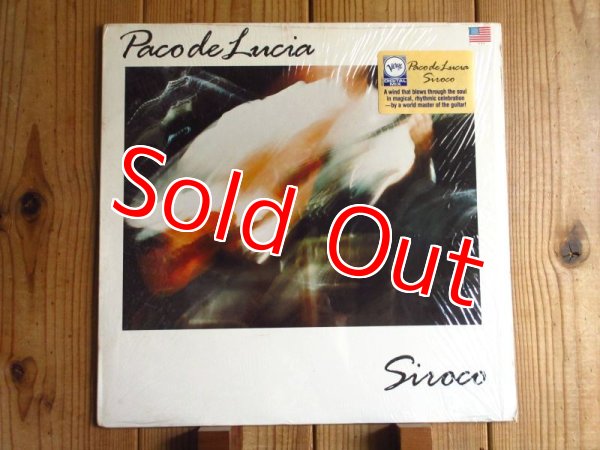 Paco de Lucia
Verve
Paco de Lucia
Siroco
A wind that blows through the soul
in magical, rhythmic celebration
—by a world master of the guitar!
Sold Out
Siroco